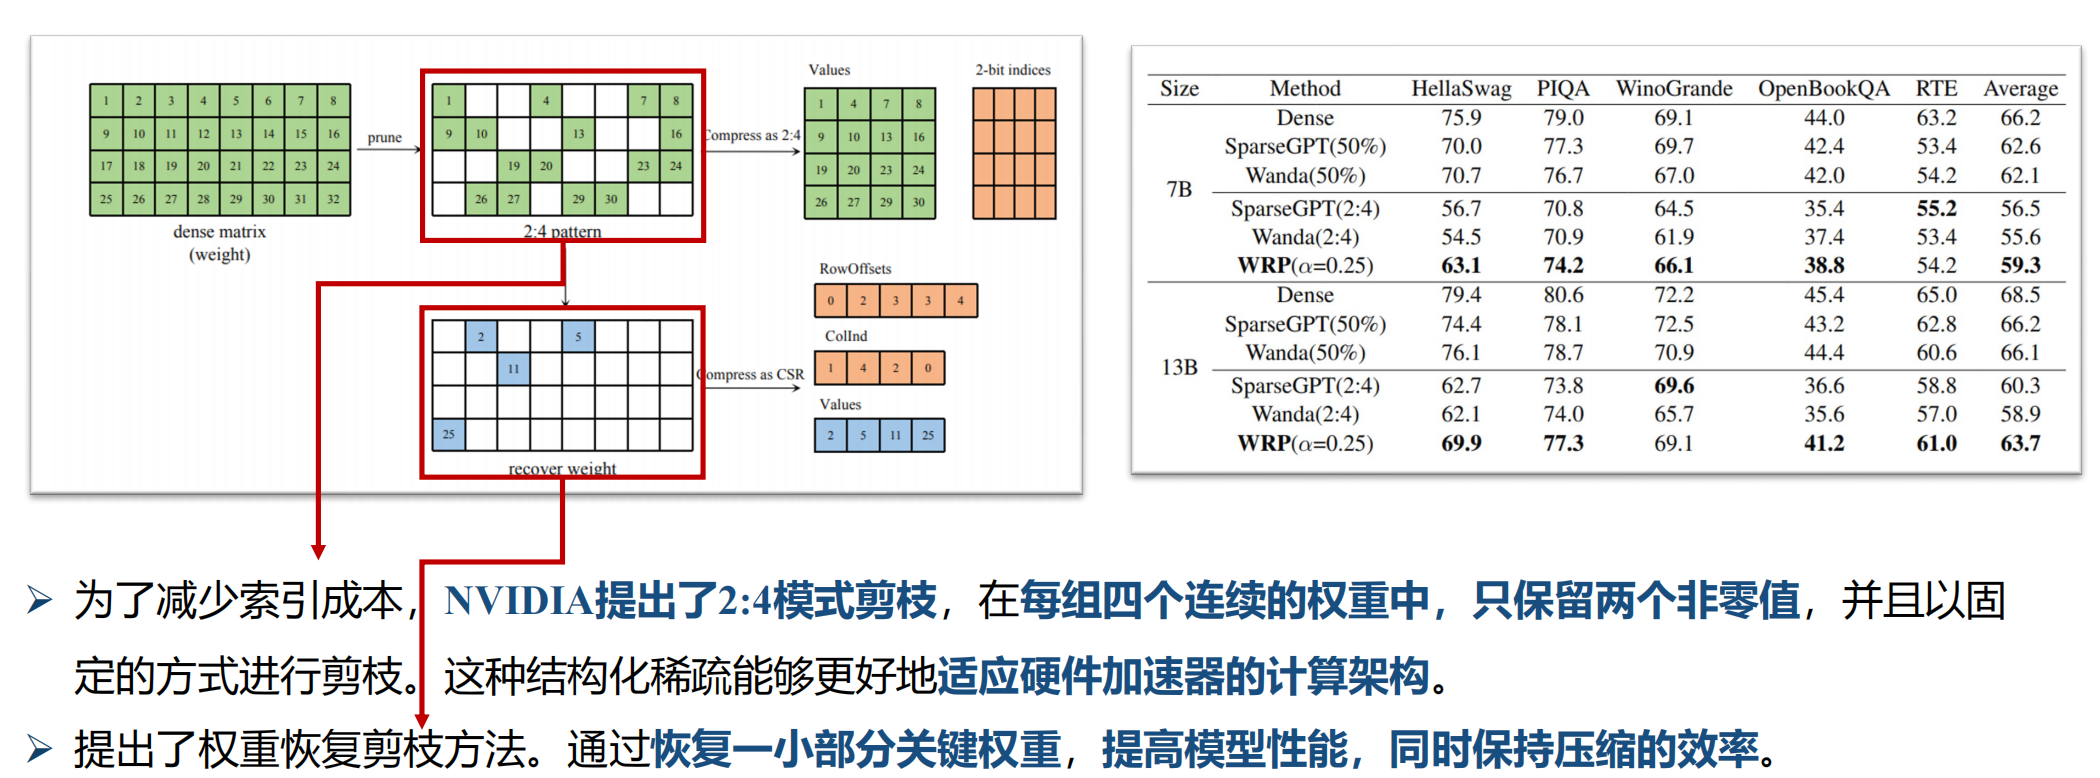 1 2 3 4 5 6 7 8
9 10 11 12 13 14 15 16
17 18 19 20 21 22 23 24
25 26 27 28 29 30 31 32
dense matrix
(weight)
prune
1 4 7 8
9 10 13 16
19 20 23 24
26 27 29 30
2:4 pattern
Compress as 2:4
Values
1 4 7 8
9 10 13 16
19 20 23 24
26 27 29 30
2-bit indices
2 5
11
25
recover weight
Compress as CSR
RowOffsets
0 2 3 3 4
ColInd
1 4 2 0
Values
2 5 11 25
Size Method HellaSwag PIQA WinoGrande OpenBookQA RTE Average
Dense 75.9 79.0 69.1 44.0 63.2 66.2
SparseGPT(50%) 70.0 77.3 69.7 42.4 53.4 62.6
Wanda(50%) 70.7 76.7 67.0 42.0 54.2 62.1
7B
SparseGPT(2:4) 56.7 70.8 64.5 35.4 55.2 56.5
Wanda(2:4) 54.5 70.9 61.9 37.4 53.4 55.6
WRP(α=0.25) 63.1 74.2 66.1 38.8 54.2 59.3
Dense 79.4 80.6 72.2 45.4 65.0 68.5
SparseGPT(50%) 74.4 78.1 72.5 43.2 62.8 66.2
Wanda(50%) 76.1 78.7 70.9 44.4 60.6 66.1
13B
SparseGPT(2:4) 62.7 73.8 69.6 36.6 58.8 60.3
Wanda(2:4) 62.1 74.0 65.7 35.6 57.0 58.9
WRP(α=0.25) 69.9 77.3 69.1 41.2 61.0 63.7
➢ 为了减少索引成本，NVIDIA提出了2:4模式剪枝，在每组四个连续的权重中，只保留两个非零值，并且以固
定的方式进行剪枝。这种结构化稀疏能够更好地适应硬件加速器的计算架构。
➢ 提出了权重恢复剪枝方法。通过恢复一小部分关键权重，提高模型性能，同时保持压缩的效率。